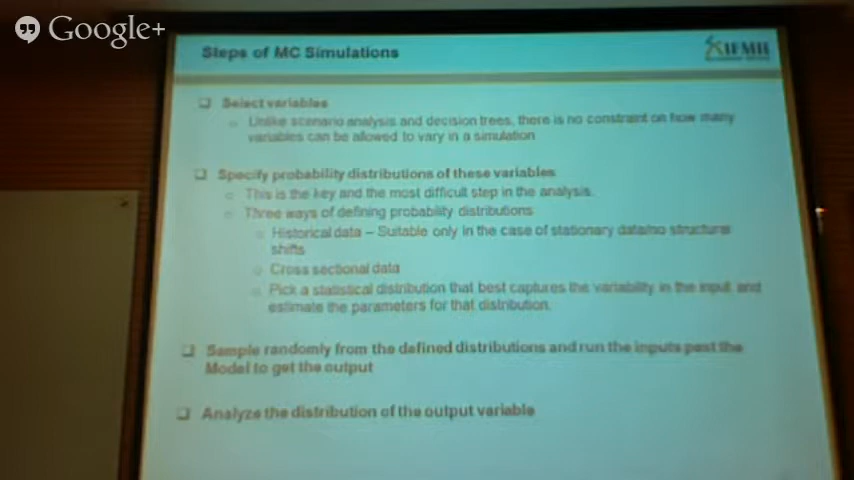 Google+
Steps of MC Simulations
IFMR
Select variables
Unlike scenario analysis and decision trees, there is no constraint on how many
variables can be allowed to vary in a simulation
Specify probability distributions of these variables
This is the key and the most difficult step in the analysis.
Three ways of defining probability distributions
Historical data – Suitable only in the case of stationary data/no structural
shifts
Cross sectional data
Pick a statistical distribution that best captures the variability in the input and
estimate the parameters for that distribution.
Sample randomly from the defined distributions and run the inputs past the
Model to get the output
Analyze the distribution of the output variable